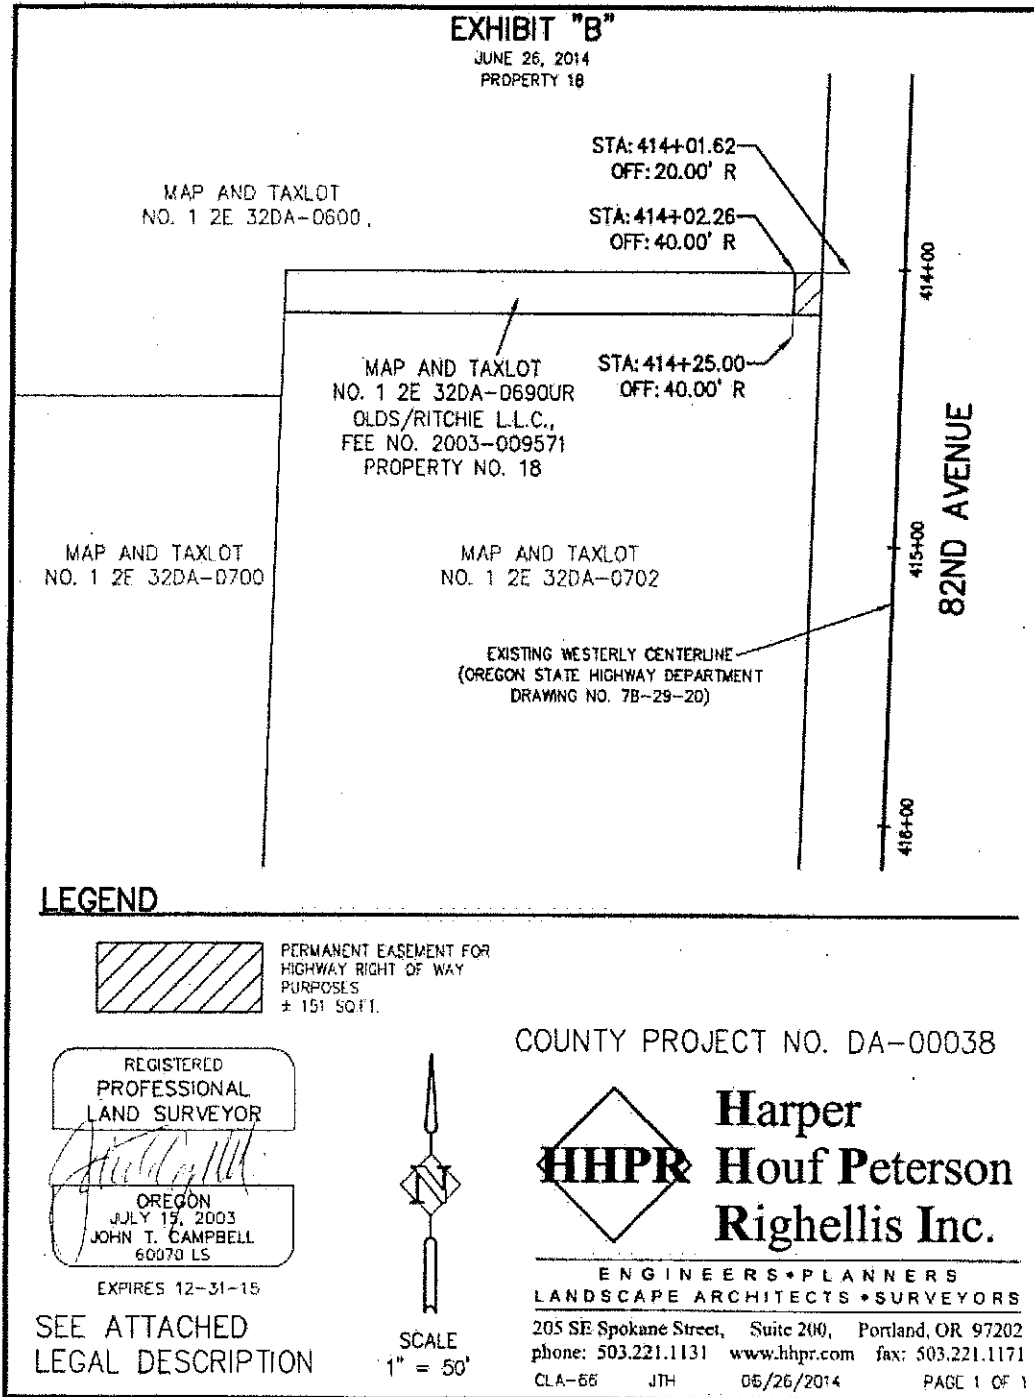 EXHIBIT "B"
JUNE 26, 2014
PROPERTY 18
STA: 414+01.62
OFF: 20.00' R
MAP AND TAXLOT
NO. 1 2E 32DA-0600
STA: 414+02.26
OFF: 40.00' R
414+00
MAP AND TAXLOT
NO. 1 2E 32DA-0690UR
OLDS/RITCHIE L.L.C.,
FEE NO. 2003-009571
PROPERTY NO. 18
STA: 414+25.00
OFF: 40.00' R
82ND AVENUE
MAP AND TAXLOT
NO. 1 2E 32DA-0700
MAP AND TAXLOT
NO. 1 2E 32DA-0702
415+00
EXISTING WESTERLY CENTERLINE
(OREGON STATE HIGHWAY DEPARTMENT
DRAWING NO. 7B-29-20)
416+00
LEGEND
PERMANENT EASEMENT FOR
HIGHWAY RIGHT OF WAY
PURPOSES
± 151 SQ.FT.
COUNTY PROJECT NO. DA-00038
REGISTERED
PROFESSIONAL
LAND SURVEYOR
OREGON
JULY 15, 2003
JOHN T. CAMPBELL
60070 LS
EXPIRES 12-31-15
SEE ATTACHED
LEGAL DESCRIPTION
N
SCALE
1" = 50'
HHPR
Harper
Houf Peterson
Righellis Inc.
ENGINEERS • PLANNERS
LANDSCAPE ARCHITECTS • SURVEYORS
205 SE Spokane Street, Suite 200, Portland, OR 97202
phone: 503.221.1131 www.hhpr.com fax: 503.221.1171
CLA-66 JTH 06/26/2014 PAGE 1 OF 1